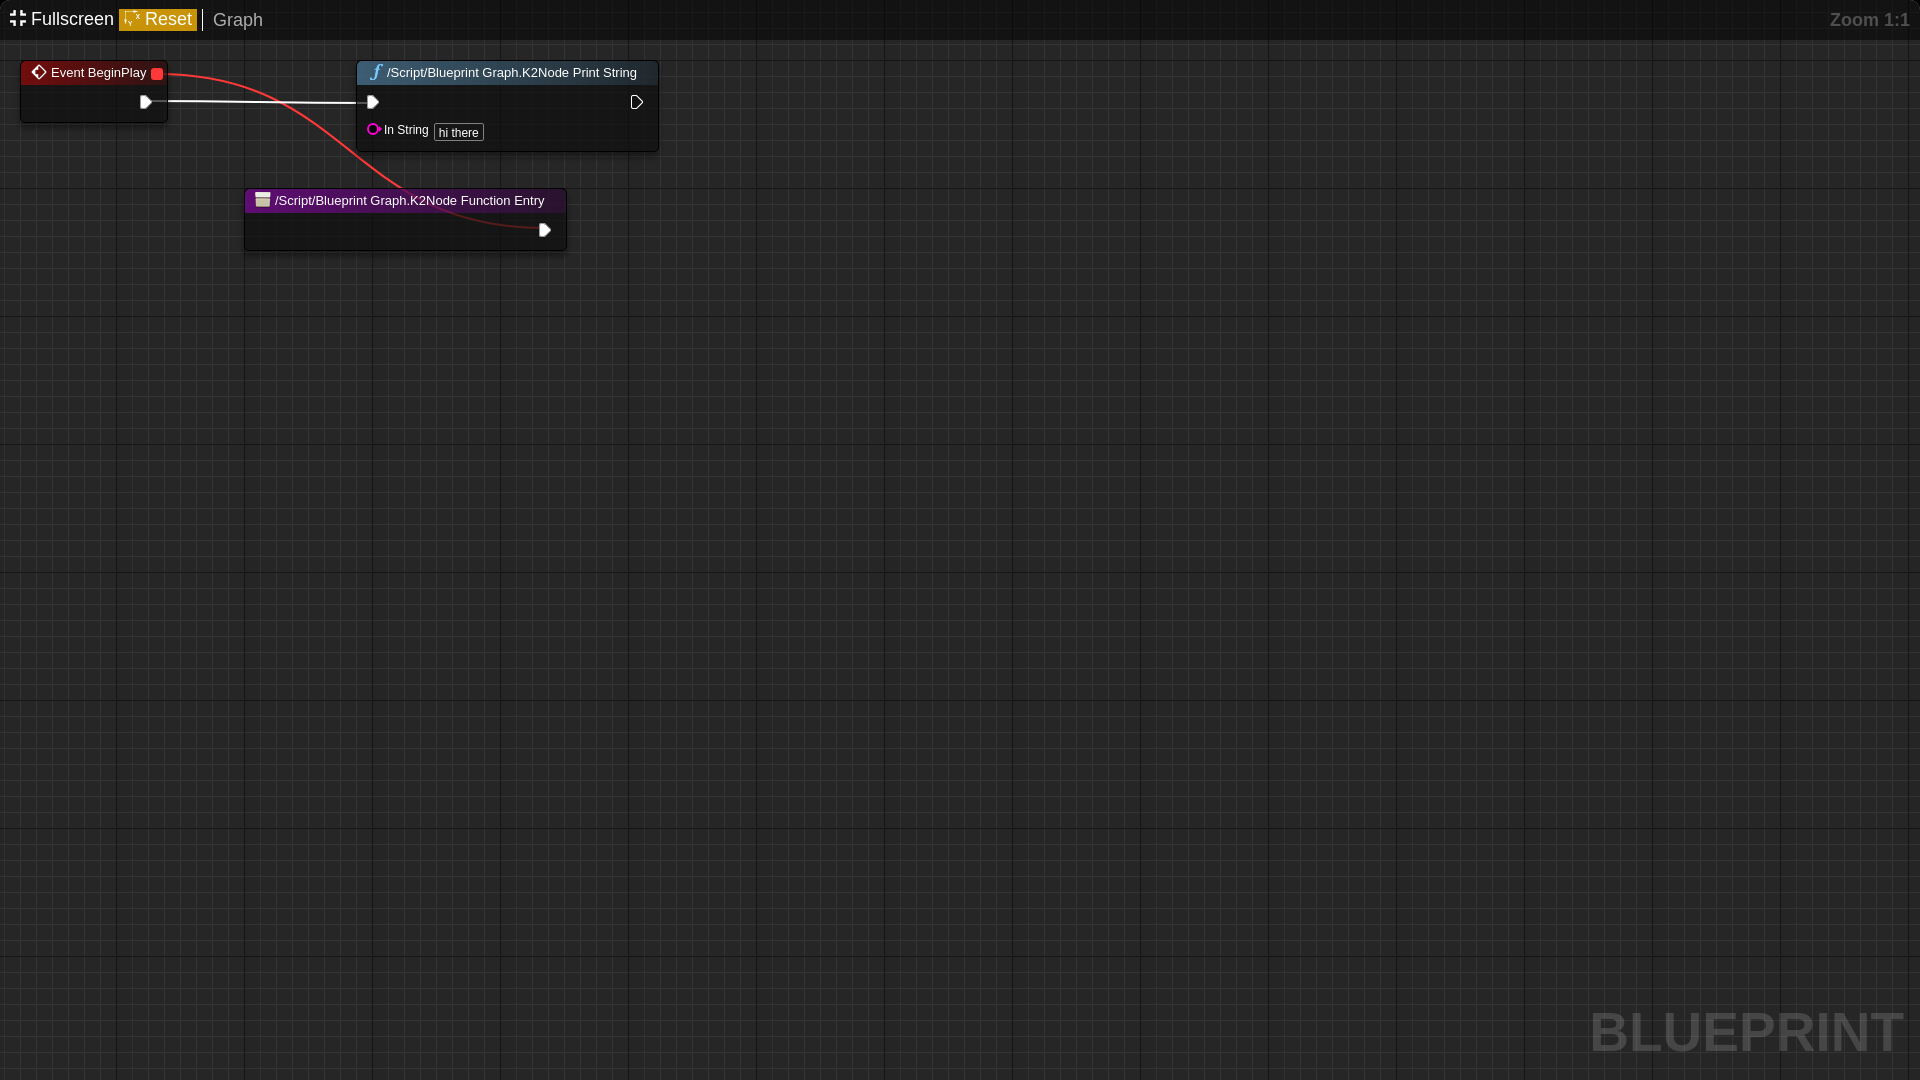 Fullscreen Reset Graph Zoom 1:1
Event BeginPlay
/Script/Blueprint Graph.K2Node Print String
In String hi there
/Script/Blueprint Graph.K2Node Function Entry
BLUEPRINT